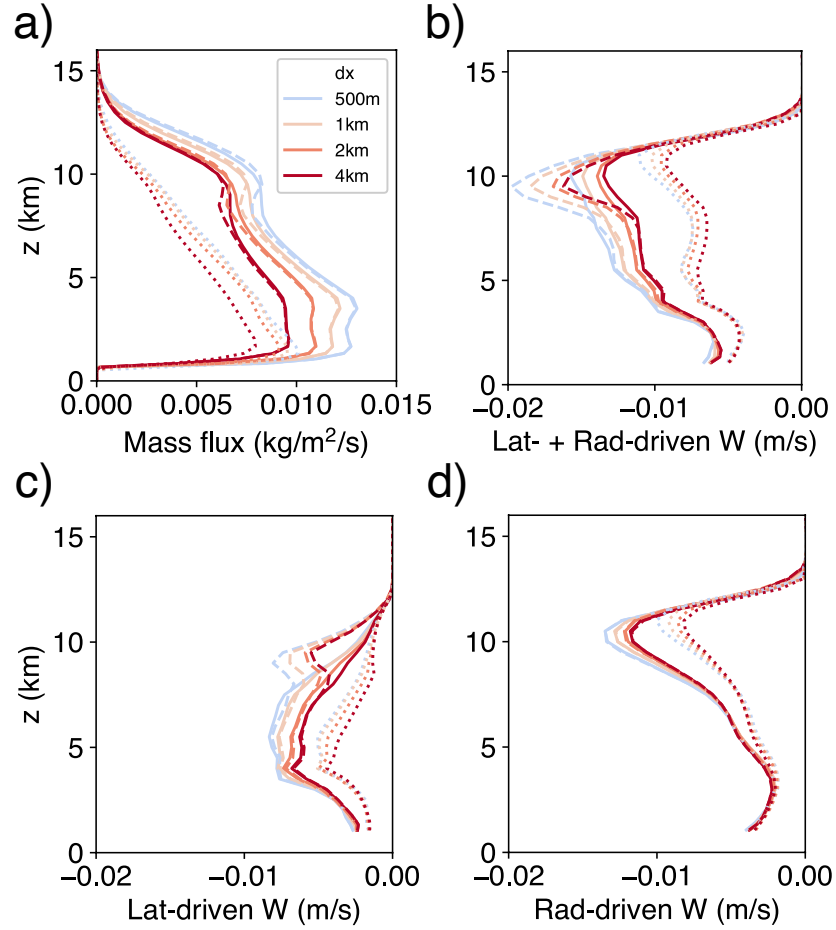 a)
15
10
5
0
z (km)
0.000 0.005 0.010 0.015
Mass flux (kg/m²/s)
dx
500m
1km
2km
4km
b)
15
10
5
0
z (km)
−0.02 −0.01 0.00
Lat- + Rad-driven W (m/s)
c)
15
10
5
0
z (km)
−0.02 −0.01 0.00
Lat-driven W (m/s)
d)
15
10
5
0
z (km)
−0.02 −0.01 0.00
Rad-driven W (m/s)